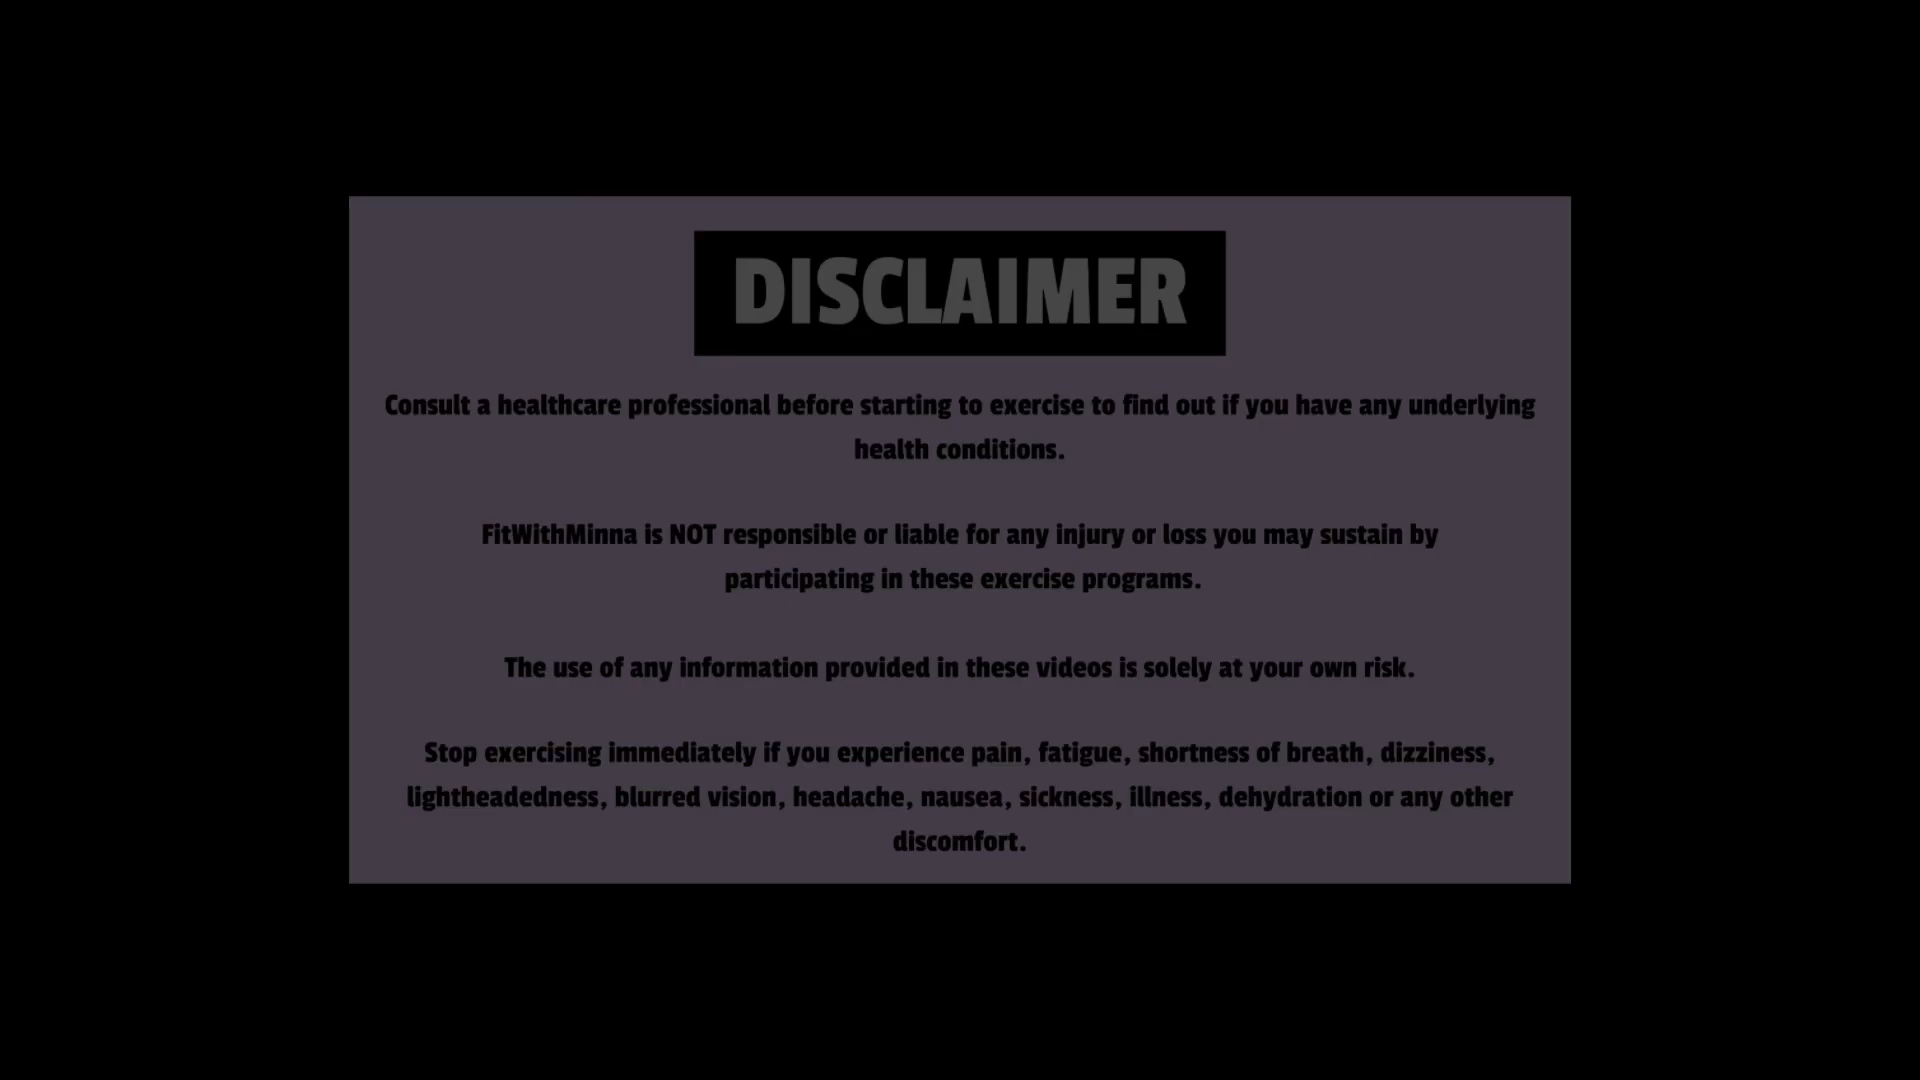 DISCLAIMER
Consult a healthcare professional before starting to exercise to find out if you have any underlying
health conditions.
FitWithMinna is NOT responsible or liable for any injury or loss you may sustain by
participating in these exercise programs.
The use of any information provided in these videos is solely at your own risk.
Stop exercising immediately if you experience pain, fatigue, shortness of breath, dizziness,
lightheadedness, blurred vision, headache, nausea, sickness, illness, dehydration or any other
discomfort.